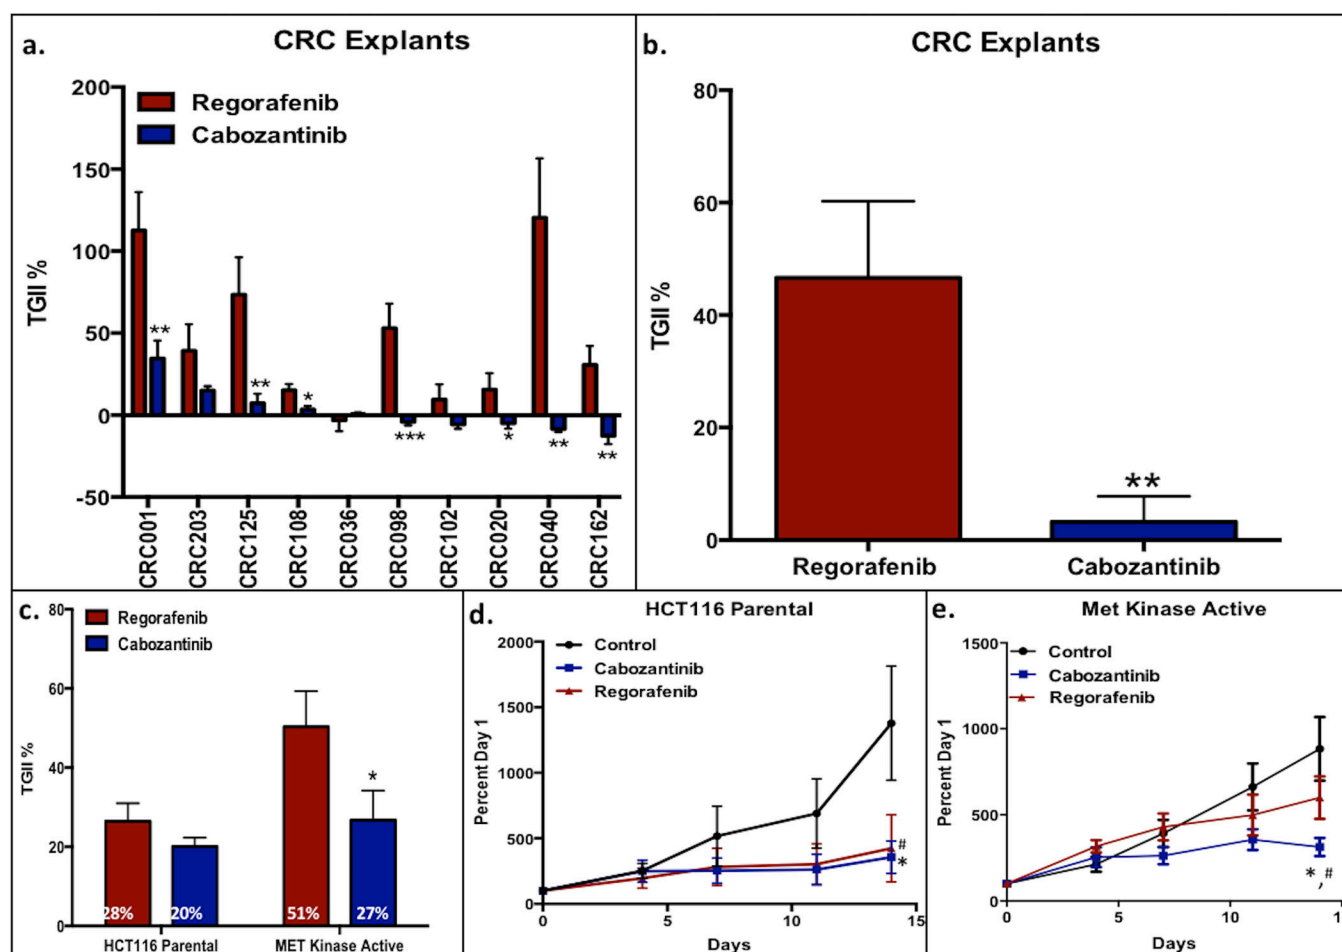 a.
CRC Explants
200
150
100
50
0
-50
TGII %
Regorafenib
Cabozantinib
**
**
*
***
*
**
**
CRC001
CRC203
CRC125
CRC108
CRC036
CRC098
CRC102
CRC020
CRC040
CRC162
b.
CRC Explants
80
60
40
20
0
TGII %
**
Regorafenib
Cabozantinib
c.
80
60
40
20
0
TGII %
Regorafenib
Cabozantinib
*
28%
20%
51%
27%
HCT116 Parental
MET Kinase Active
d.
HCT116 Parental
2000
1500
1000
500
0
Percent Day 1
Control
Cabozantinib
Regorafenib
#
*
0
5
10
15
Days
e.
Met Kinase Active
1500
1000
500
0
Percent Day 1
Control
Cabozantinib
Regorafenib
*, #
0
5
10
1
Days